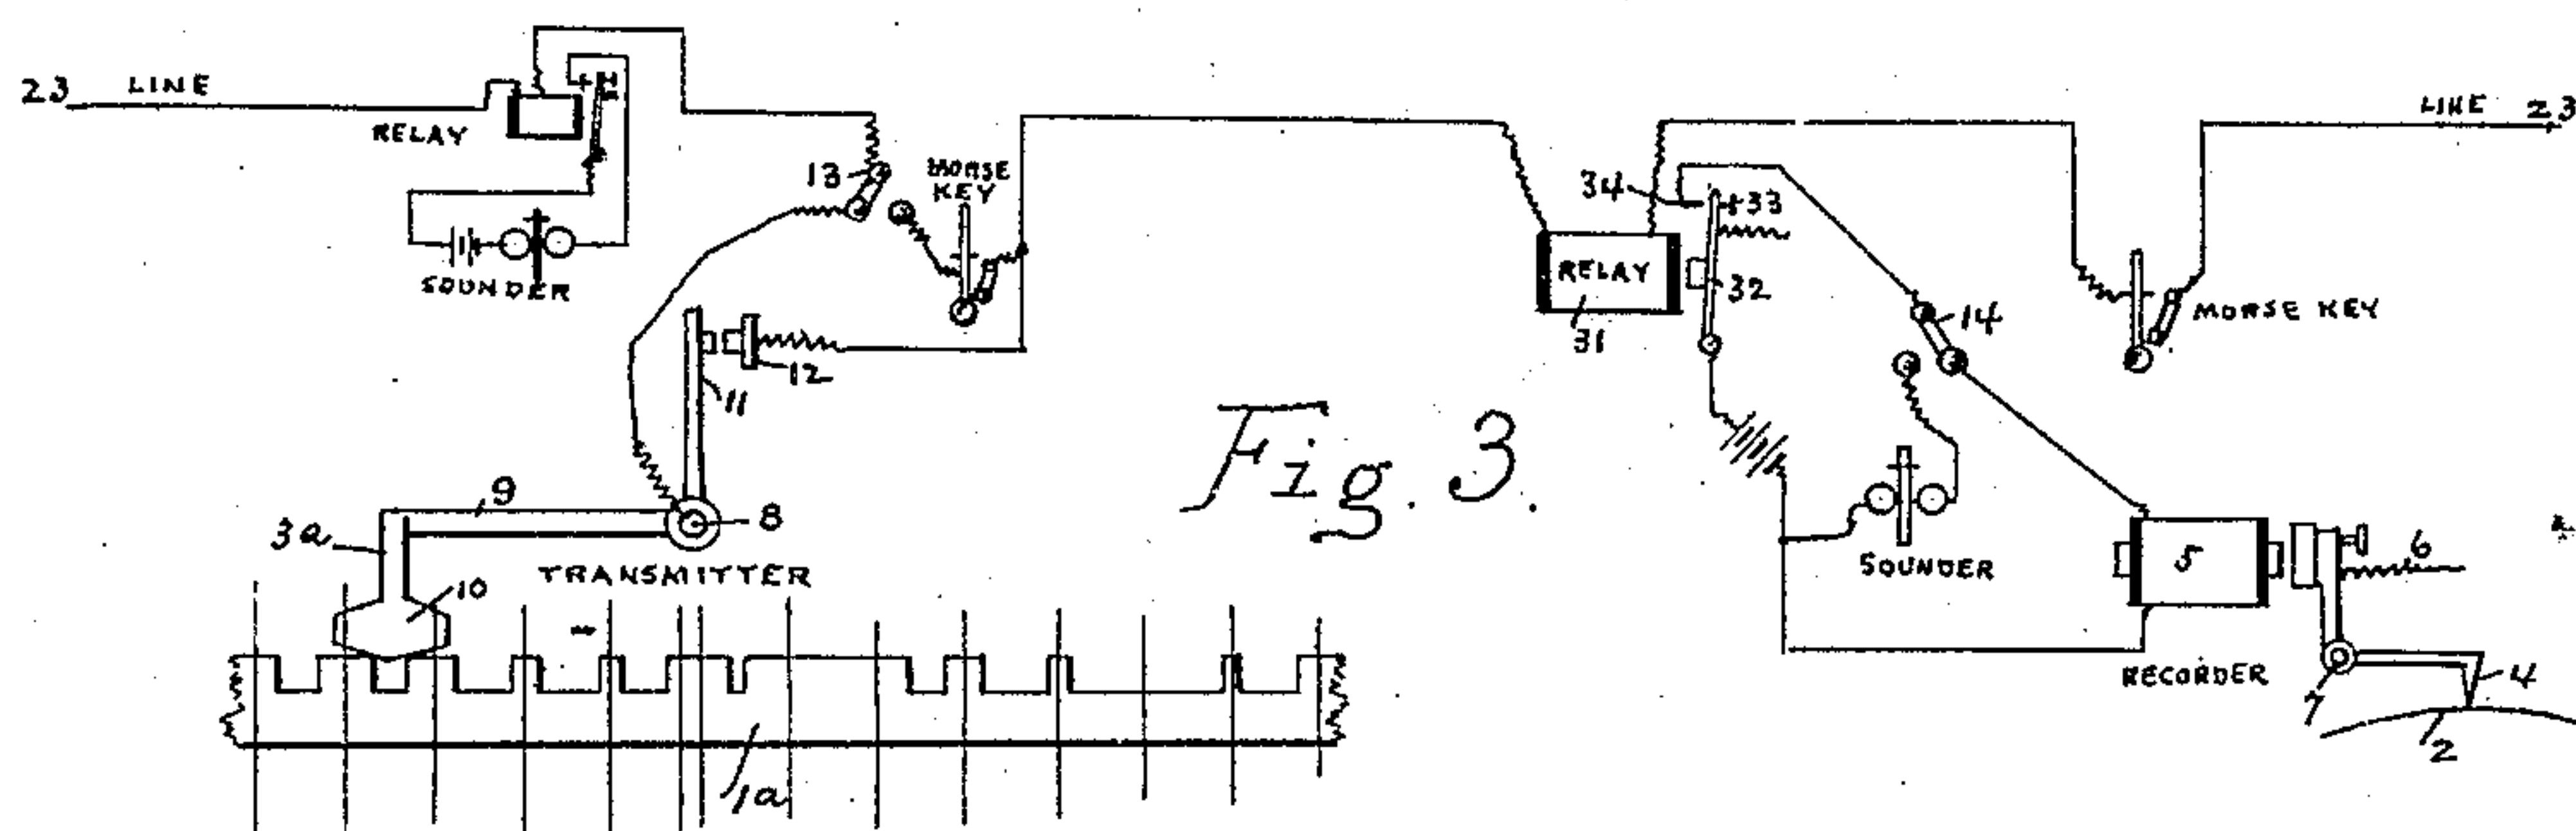 23 LINE
RELAY
SOUNDER
13
MORSE
KEY
12
11
9
8
3a
10
TRANSMITTER
1a
Fig. 3.
34
33
RELAY
31
32
14
LINE 23
MORSE KEY
SOUNDER
5
6
RECORDER
7
4
2